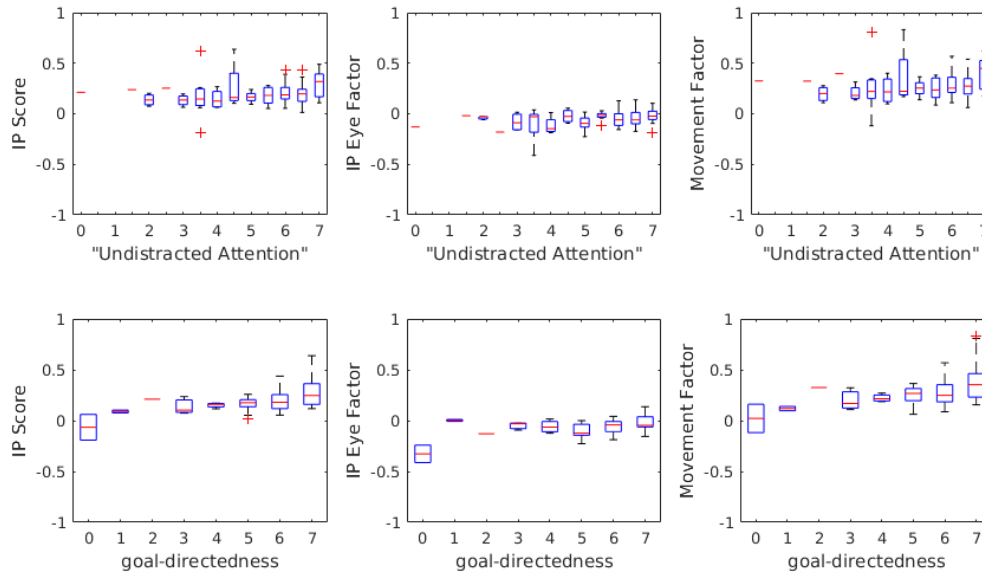 1
0.5
0
-0.5
-1
IP Score
0 1 2 3 4 5 6 7
"Undistracted Attention"
1
0.5
0
-0.5
-1
IP Eye Factor
0 1 2 3 4 5 6 7
"Undistracted Attention"
1
0.5
0
-0.5
-1
Movement Factor
0 1 2 3 4 5 6 7
"Undistracted Attention"
1
0.5
0
-0.5
-1
IP Score
0 1 2 3 4 5 6 7
goal-directedness
1
0.5
0
-0.5
-1
IP Eye Factor
0 1 2 3 4 5 6 7
goal-directedness
1
0.5
0
-0.5
-1
Movement Factor
0 1 2 3 4 5 6 7
goal-directedness